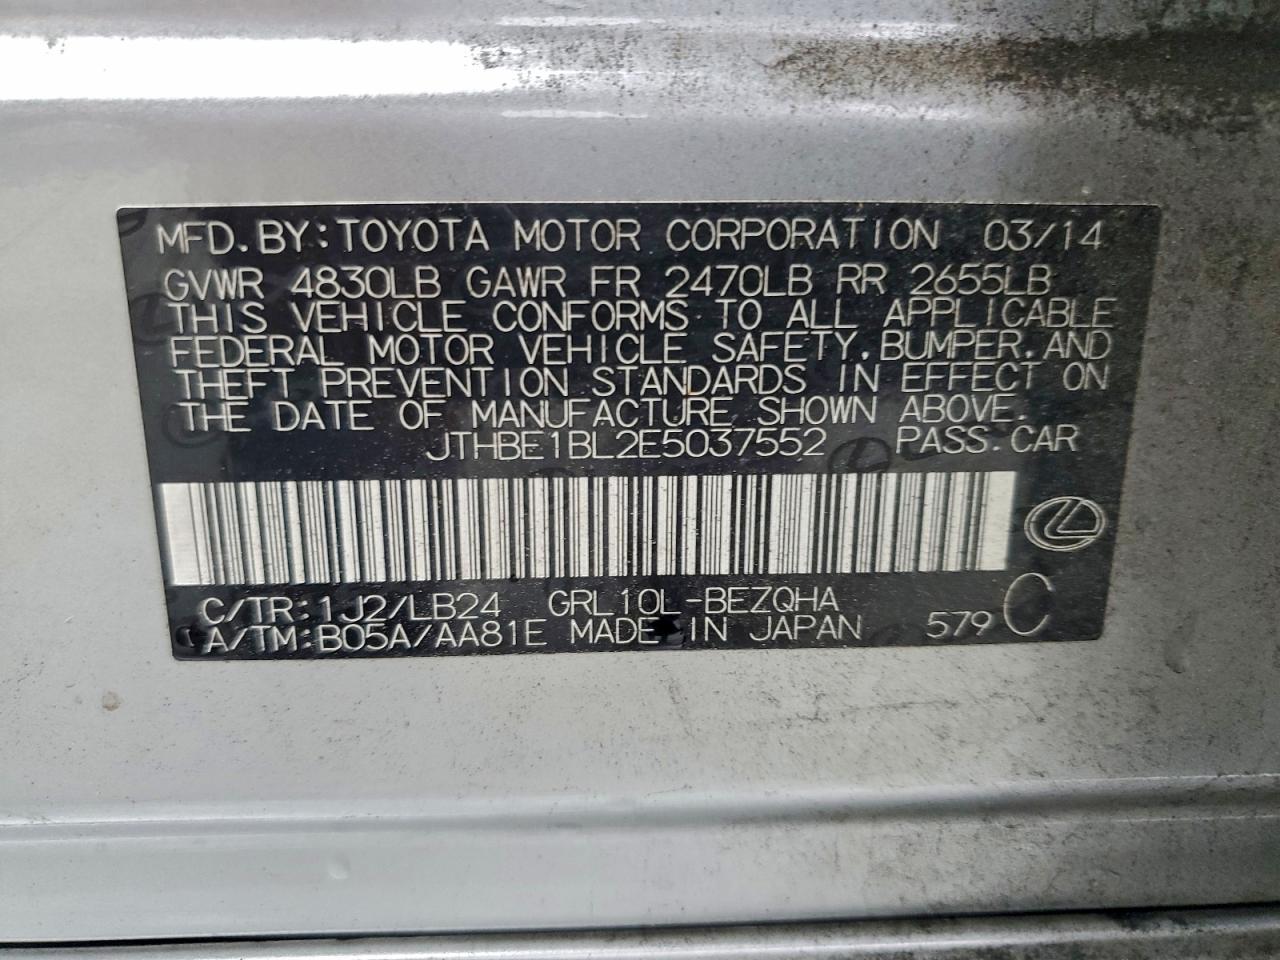 MFD. BY: TOYOTA MOTOR CORPORATION 03/14
GVWR 4830LB GAWR FR 2470LB RR 2655LB
THIS VEHICLE CONFORMS TO ALL APPLICABLE
FEDERAL MOTOR VEHICLE SAFETY, BUMPER, AND
THEFT PREVENTION STANDARDS IN EFFECT ON
THE DATE OF MANUFACTURE SHOWN ABOVE.
JTHBE1BL2E5037552 PASS. CAR
C/TR: 1J2/LB24 GRL10L-BEZQHA
A/TM: B05A/AA81E MADE IN JAPAN 579 C